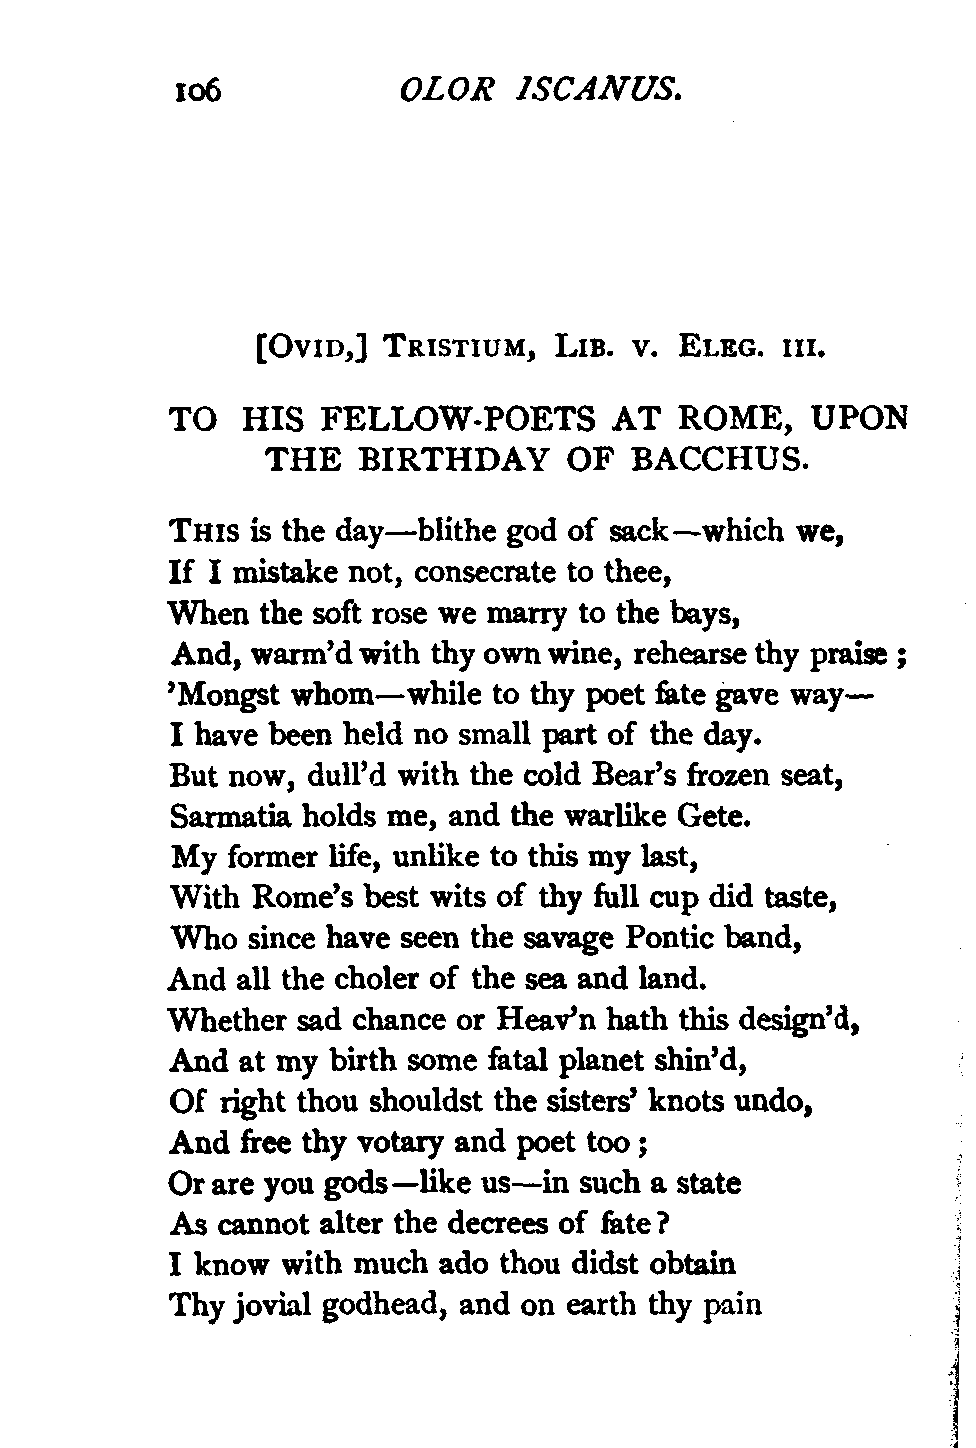 106 OLOR ISCANUS.
[OVID,] TRISTIUM, LIB. V. ELEG. III.
TO HIS FELLOW-POETS AT ROME, UPON
THE BIRTHDAY OF BACCHUS.
THIS is the day—blithe god of sack—which we,
If I mistake not, consecrate to thee,
When the soft rose we marry to the bays,
And, warm'd with thy own wine, rehearse thy praise ;
'Mongst whom—while to thy poet fate gave way—
I have been held no small part of the day.
But now, dull'd with the cold Bear's frozen seat,
Sarmatia holds me, and the warlike Gete.
My former life, unlike to this my last,
With Rome's best wits of thy full cup did taste,
Who since have seen the savage Pontic band,
And all the choler of the sea and land.
Whether sad chance or Heav'n hath this design'd,
And at my birth some fatal planet shin'd,
Of right thou shouldst the sisters' knots undo,
And free thy votary and poet too ;
Or are you gods—like us—in such a state
As cannot alter the decrees of fate ?
I know with much ado thou didst obtain
Thy jovial godhead, and on earth thy pain